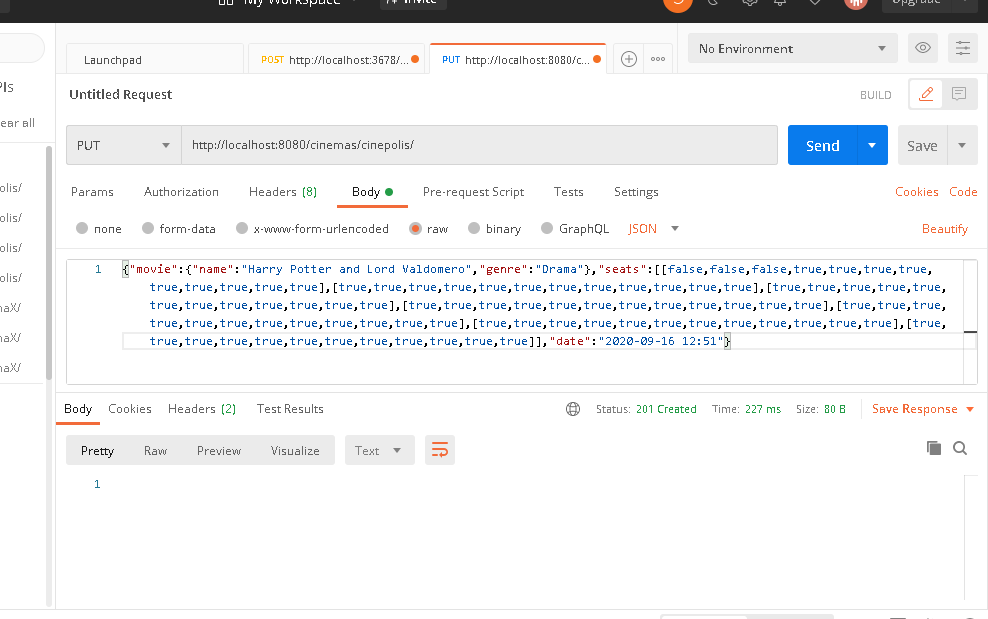 My Workspace Invite Upgrade
Launchpad POST http://localhost:3678/... PUT http://localhost:8080/c... No Environment
PIs
Untitled Request BUILD
ear all
PUT http://localhost:8080/cinemas/cinepolis/ Send Save
Params Authorization Headers (8) Body Pre-request Script Tests Settings Cookies Code
olis/
olis/
none form-data x-www-form-urlencoded raw binary GraphQL JSON Beautify
olis/
1 {"movie":{"name":"Harry Potter and Lord Valdomero","genre":"Drama"},"seats":[[false,false,false,true,true,true,true,
olis/
true,true,true,true,true],[true,true,true,true,true,true,true,true,true,true,true,true],[true,true,true,true,true,
naX/
true,true,true,true,true,true,true],[true,true,true,true,true,true,true,true,true,true,true,true],[true,true,true,
true,true,true,true,true,true,true,true,true],[true,true,true,true,true,true,true,true,true,true,true,true],[true,
naX/
true,true,true,true,true,true,true,true,true,true,true]],"date":"2020-09-16 12:51"}
naX/
Body Cookies Headers (2) Test Results Status: 201 Created Time: 227 ms Size: 80 B Save Response
Pretty Raw Preview Visualize Text
1